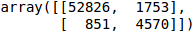 array([[52826,  1753],
       [  851,  4570]])